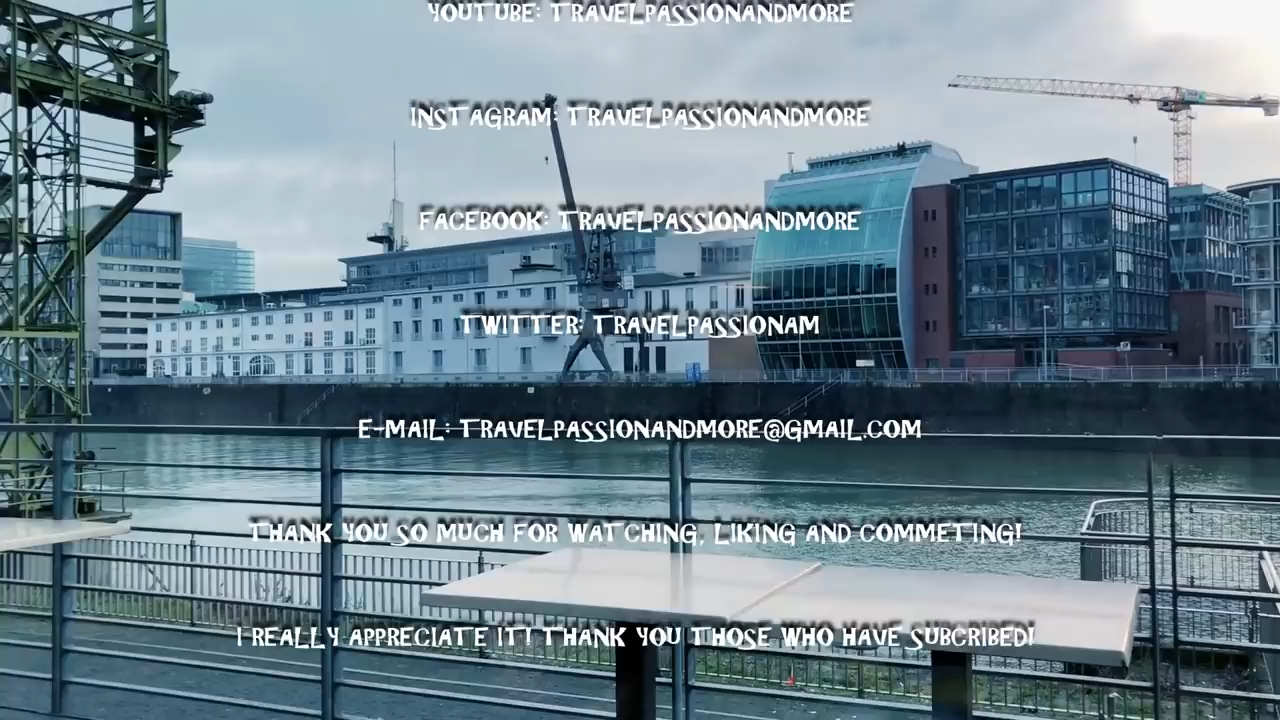 YOUTUBE: TRAVELPASSIONANDMORE
INSTAGRAM: TRAVELPASSIONANDMORE
FACEBOOK: TRAVELPASSIONANDMORE
TWITTER: TRAVELPASSIONAM
E-MAIL: TRAVELPASSIONANDMORE@GMAIL.COM
THANK YOU SO MUCH FOR WATCHING, LIKING AND COMMETING!
I REALLY APPRECIATE IT! THANK YOU THOSE WHO HAVE SUBCRIBED!